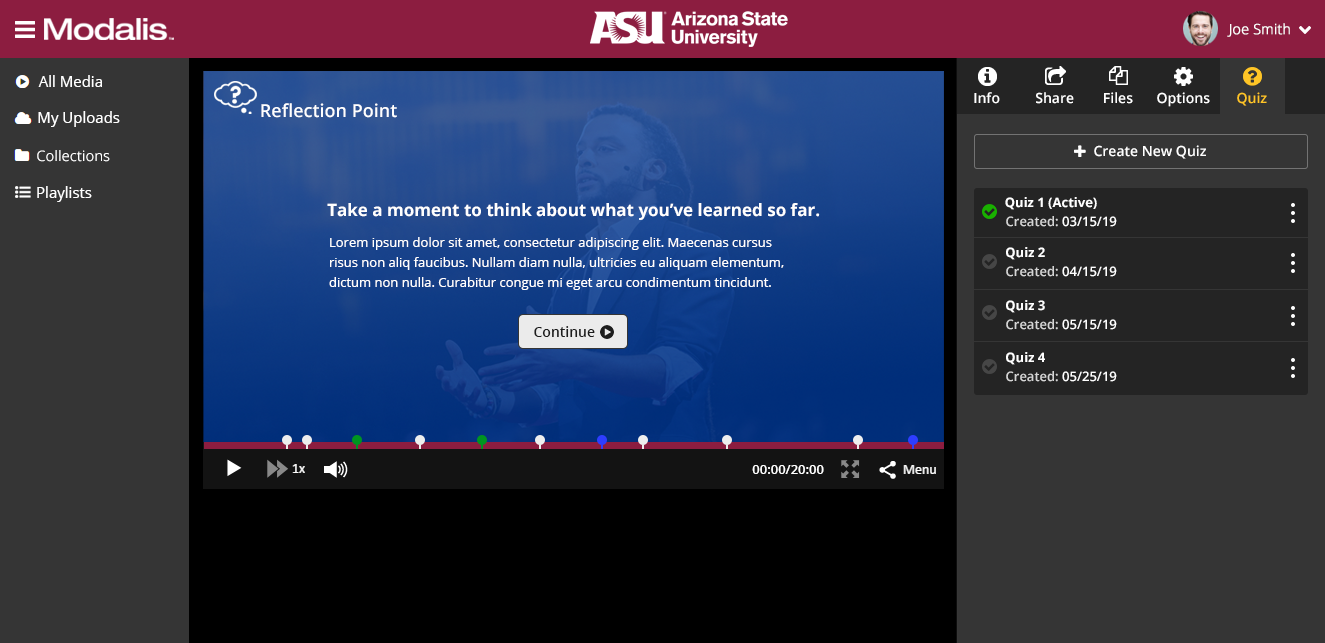 Modalis
ASU Arizona State
University
Joe Smith
All Media
My Uploads
Collections
Playlists
Reflection Point
Take a moment to think about what you’ve learned so far.
Lorem ipsum dolor sit amet, consectetur adipiscing elit. Maecenas cursus
risus non aliq faucibus. Nullam diam nulla, ultricies eu aliquam elementum,
dictum non nulla. Curabitur congue mi eget arcu condimentum tincidunt.
Continue
1x
00:00/20:00
Menu
Info
Share
Files
Options
Quiz
Create New Quiz
Quiz 1 (Active)
Created: 03/15/19
Quiz 2
Created: 04/15/19
Quiz 3
Created: 05/15/19
Quiz 4
Created: 05/25/19